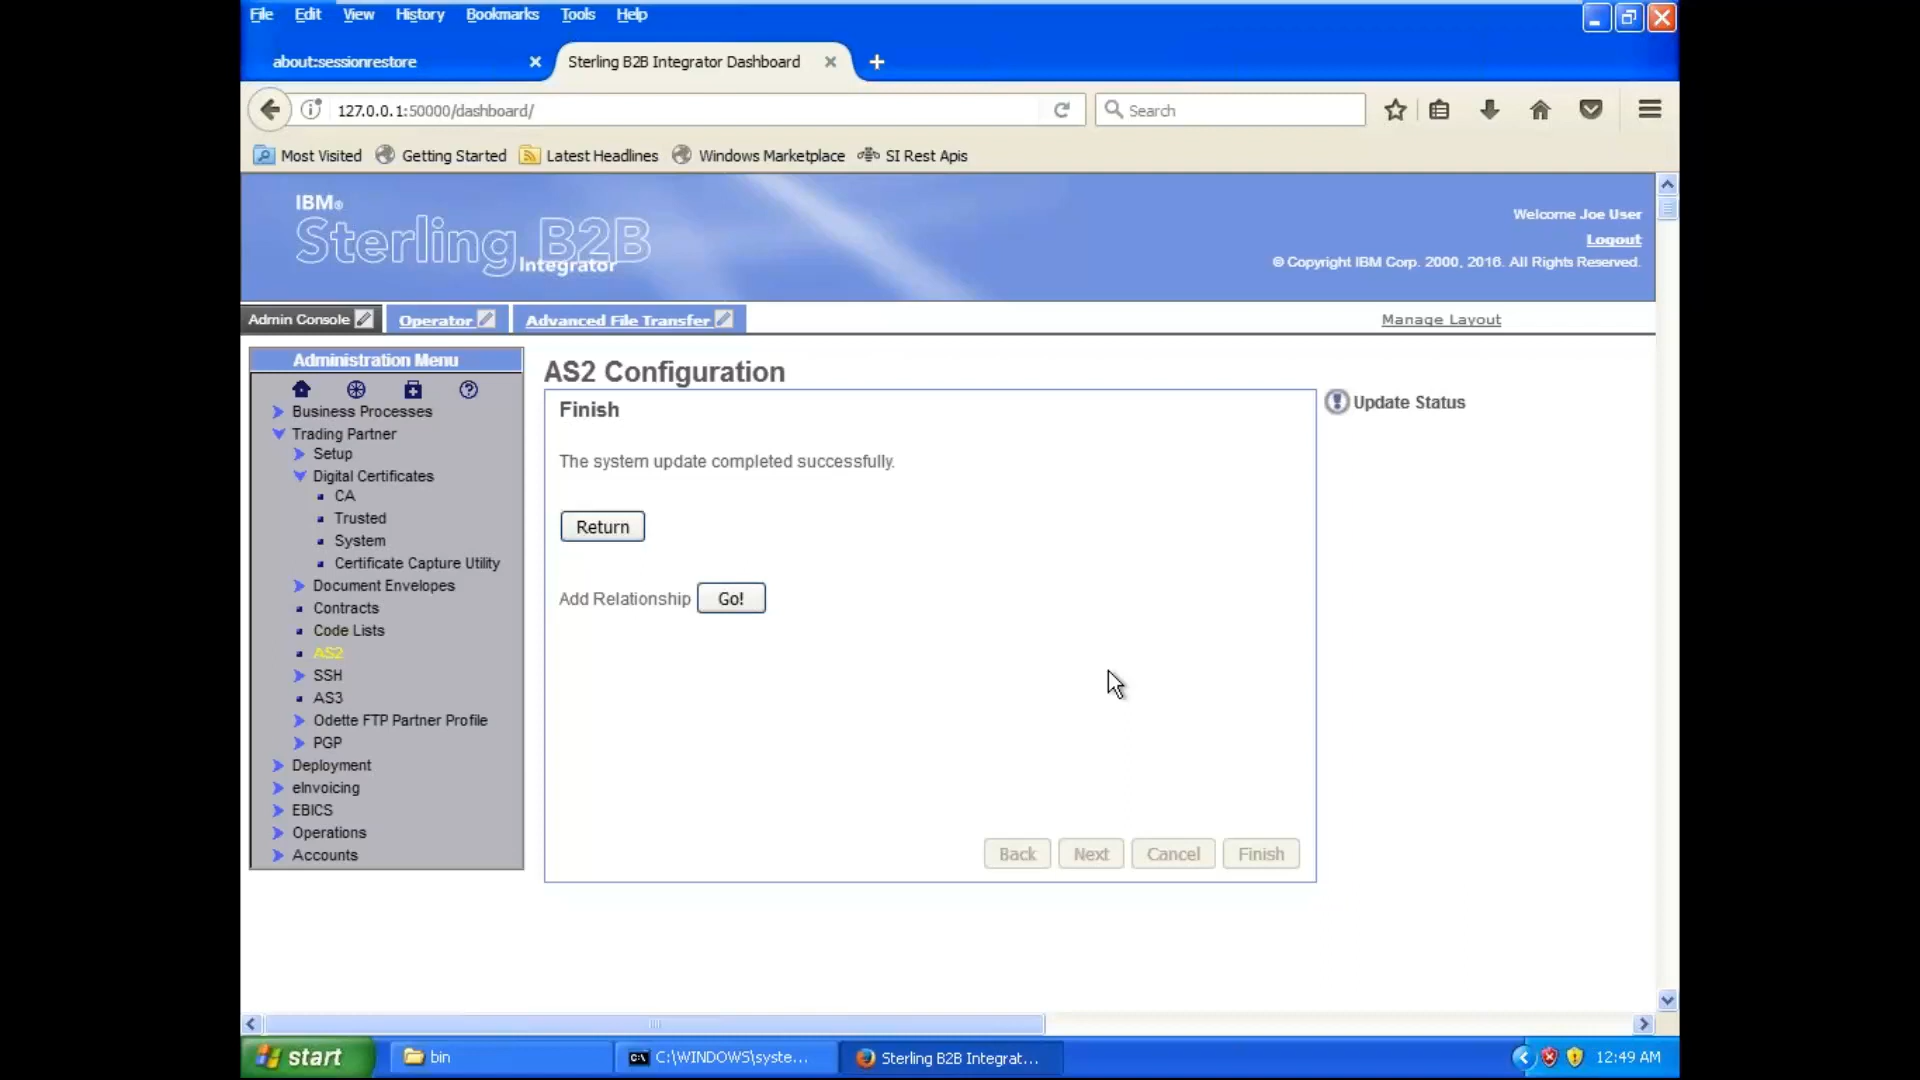 File Edit View History Bookmarks Tools Help
about:sessionrestore
Sterling B2B Integrator Dashboard
127.0.0.1:50000/dashboard/
Search
Most Visited Getting Started Latest Headlines Windows Marketplace SI Rest Apis
IBM®
Sterling B2B
Integrator
Welcome Joe User
Logout
© Copyright IBM Corp. 2000, 2016. All Rights Reserved.
Admin Console Operator Advanced File Transfer Manage Layout
Administration Menu
Business Processes
Trading Partner
Setup
Digital Certificates
CA
Trusted
System
Certificate Capture Utility
Document Envelopes
Contracts
Code Lists
AS2
SSH
AS3
Odette FTP Partner Profile
PGP
Deployment
eInvoicing
EBICS
Operations
Accounts
AS2 Configuration
Finish
The system update completed successfully.
Return
Add Relationship Go!
Back Next Cancel Finish
Update Status
start bin C:\WINDOWS\syste... Sterling B2B Integrat... 12:49 AM